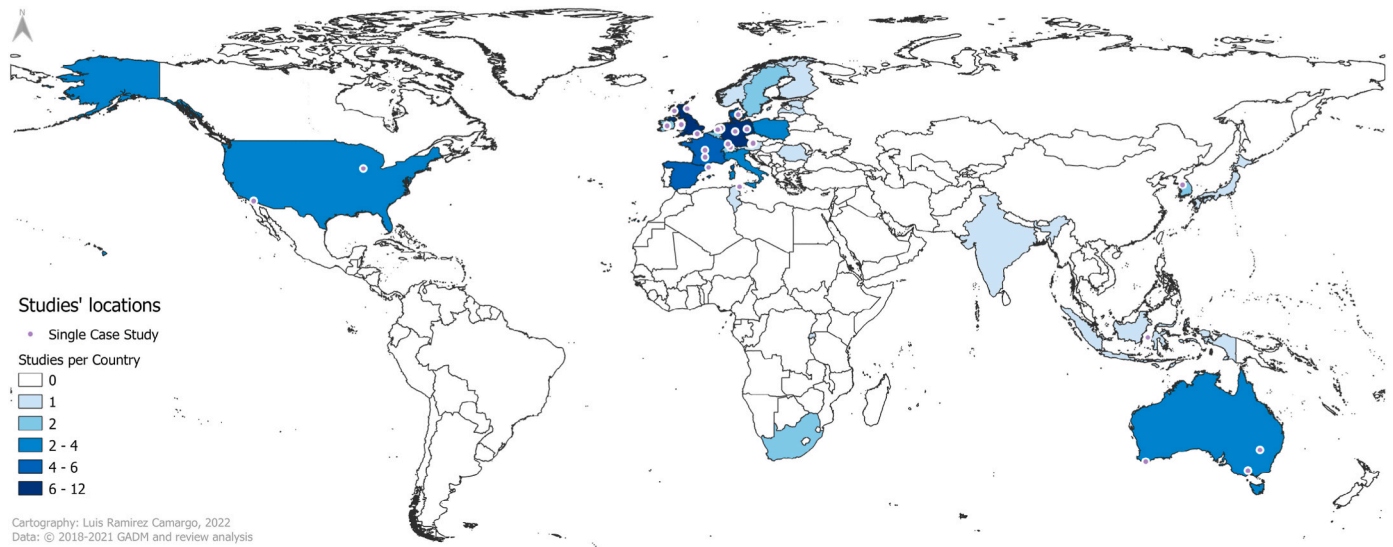 N
Studies' locations
Single Case Study
Studies per Country
0
1
2
2 - 4
4 - 6
6 - 12
Cartography: Luis Ramirez Camargo, 2022
Data: © 2018-2021 GADM and review analysis